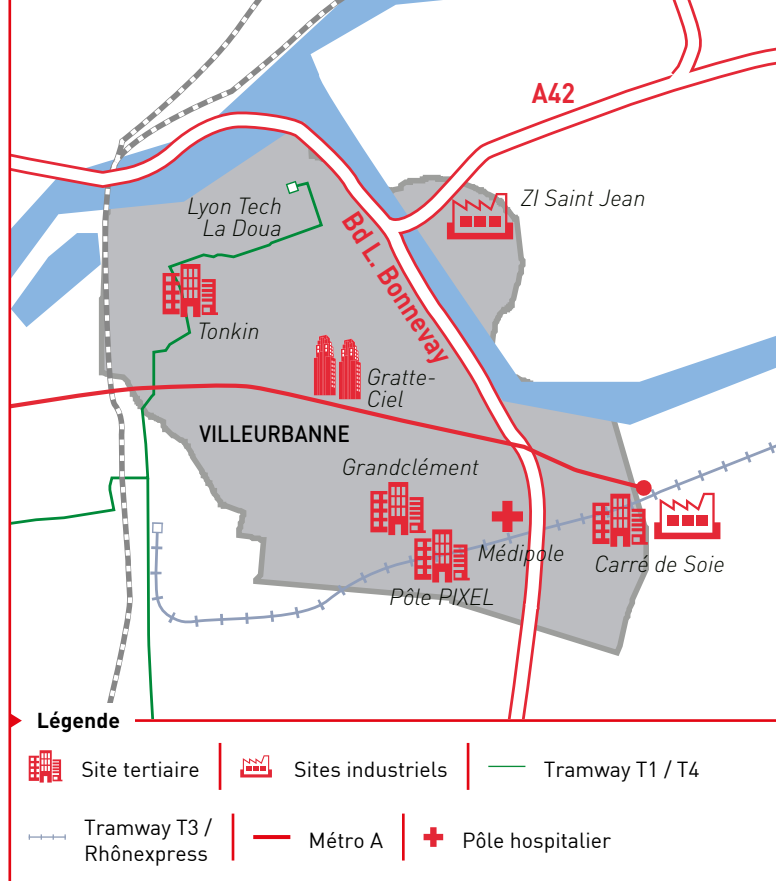 A42
ZI Saint Jean
Lyon Tech
La Doua
Bd L. Bonnevay
Tonkin
Gratte-
Ciel
VILLEURBANNE
Grandclément
Médipole
Carré de Soie
Pôle PIXEL
Légende
Site tertiaire
Sites industriels
Tramway T1 / T4
Tramway T3 /
Rhônexpress
Métro A
Pôle hospitalier